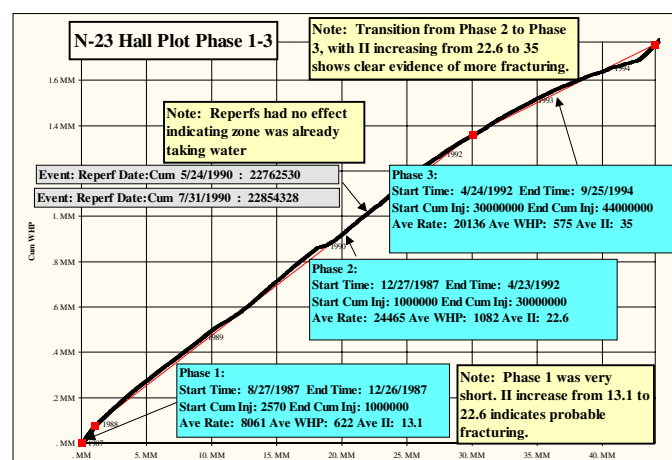 N-23 Hall Plot Phase 1-3
Note: Transition from Phase 2 to Phase
3, with II increasing from 22.6 to 35
shows clear evidence of more fracturing.
Note: Reperfs had no effect
indicating zone was already
taking water
Event: Reperf Date:Cum 5/24/1990 : 22762530
Event: Reperf Date:Cum 7/31/1990 : 22854328
Phase 3:
Start Time: 4/24/1992 End Time: 9/25/1994
Start Cum Inj: 30000000 End Cum Inj: 44000000
Ave Rate: 20136 Ave WHP: 575 Ave II: 35
Phase 2:
Start Time: 12/27/1987 End Time: 4/23/1992
Start Cum Inj: 1000000 End Cum Inj: 30000000
Ave Rate: 24465 Ave WHP: 1082 Ave II: 22.6
Phase 1:
Start Time: 8/27/1987 End Time: 12/26/1987
Start Cum Inj: 2570 End Cum Inj: 1000000
Ave Rate: 8061 Ave WHP: 622 Ave II: 13.1
Note: Phase 1 was very
short. II increase from 13.1 to
22.6 indicates probable
fracturing.
Cum WHP
1.6 MM
1.4 MM
1. MM
.8 MM
.6 MM
.4 MM
.2 MM
. MM
1987
1988
1989
1990
1992
1993
1994
. MM
5. MM
10. MM
15. MM
20. MM
25. MM
30. MM
35. MM
40. MM